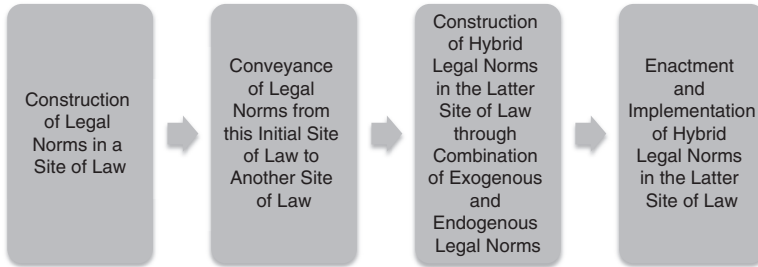 Construction
of Legal
Norms in a
Site of Law
Conveyance
of Legal
Norms from
this Initial Site
of Law to
Another Site
of Law
Construction
of Hybrid
Legal Norms
in the Latter
Site of Law
through
Combination
of Exogenous
and
Endogenous
Legal Norms
Enactment
and
Implementation
of Hybrid
Legal Norms
in the Latter
Site of Law